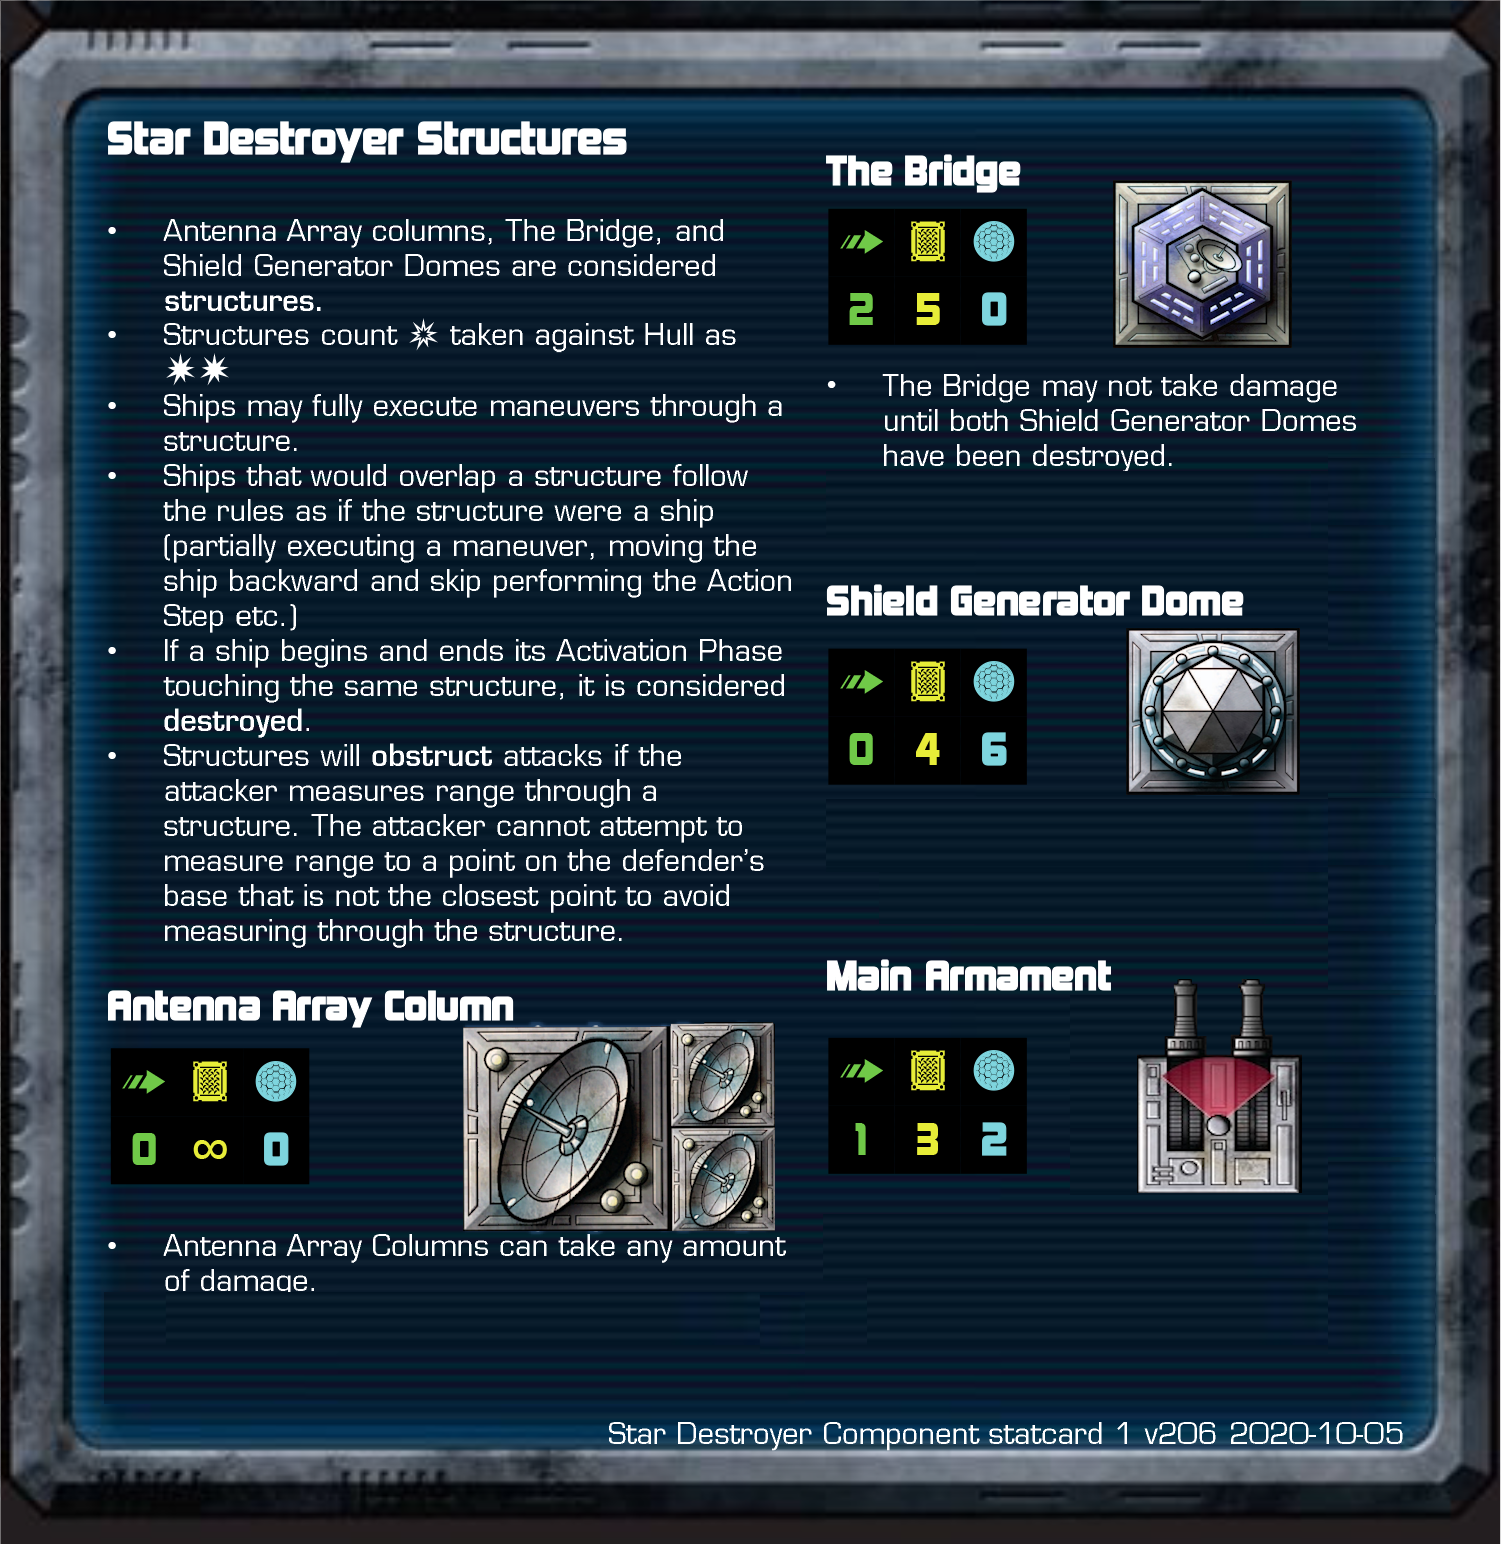 Star Destroyer Structures
• Antenna Array columns, The Bridge, and
Shield Generator Domes are considered
structures.
• Structures count taken against Hull as
• Ships may fully execute maneuvers through a
structure.
• Ships that would overlap a structure follow
the rules as if the structure were a ship
(partially executing a maneuver, moving the
ship backward and skip performing the Action
Step etc.)
• If a ship begins and ends its Activation Phase
touching the same structure, it is considered
destroyed.
• Structures will obstruct attacks if the
attacker measures range through a
structure. The attacker cannot attempt to
measure range to a point on the defender’s
base that is not the closest point to avoid
measuring through the structure.
Antenna Array Column
0 ∞ 0
• Antenna Array Columns can take any amount
of damage.
The Bridge
2 5 0
• The Bridge may not take damage
until both Shield Generator Domes
have been destroyed.
Shield Generator Dome
0 4 6
Main Armament
1 3 2
Star Destroyer Component statcard 1 v206 2020-10-05